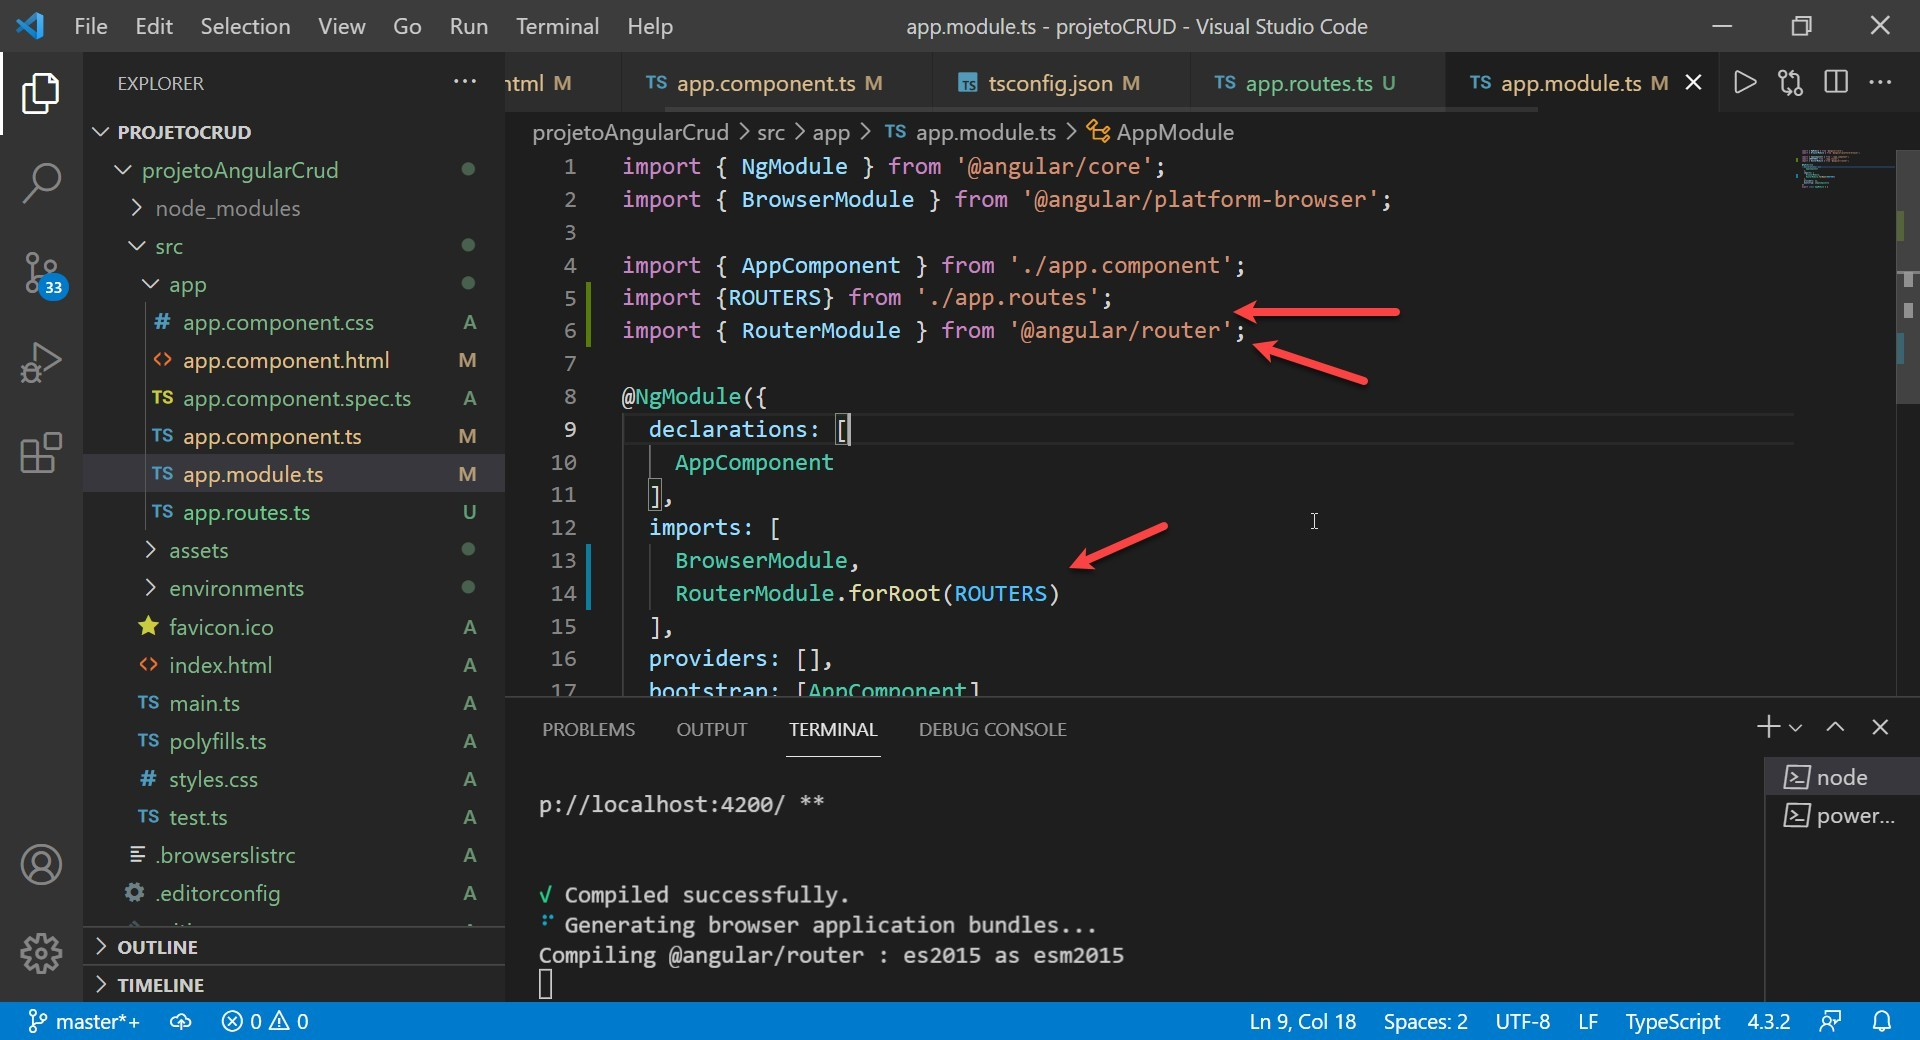 File Edit Selection View Go Run Terminal Help
app.module.ts - projetoCRUD - Visual Studio Code
EXPLORER
PROJETOCRUD
projetoAngularCrud
node_modules
src
app
# app.component.css A
<> app.component.html M
TS app.component.spec.ts A
TS app.component.ts M
TS app.module.ts M
TS app.routes.ts U
assets
environments
favicon.ico A
<> index.html A
TS main.ts A
TS polyfills.ts A
# styles.css A
TS test.ts A
.browserslistrc A
.editorconfig A
OUTLINE
TIMELINE
33
html M
TS app.component.ts M
TS tsconfig.json M
TS app.routes.ts U
TS app.module.ts M
projetoAngularCrud > src > app > TS app.module.ts > AppModule
1 import { NgModule } from '@angular/core';
2 import { BrowserModule } from '@angular/platform-browser';
3
4 import { AppComponent } from './app.component';
5 import {ROUTERS} from './app.routes';
6 import { RouterModule } from '@angular/router';
7
8 @NgModule({
9 declarations: [
10 AppComponent
11 ],
12 imports: [
13 BrowserModule,
14 RouterModule.forRoot(ROUTERS)
15 ],
16 providers: [],
17 bootstrap: [AppComponent]
PROBLEMS OUTPUT TERMINAL DEBUG CONSOLE
p://localhost:4200/ **
√ Compiled successfully.
Generating browser application bundles...
Compiling @angular/router : es2015 as esm2015
node
power...
master*+ 0 0 Ln 9, Col 18 Spaces: 2 UTF-8 LF TypeScript 4.3.2